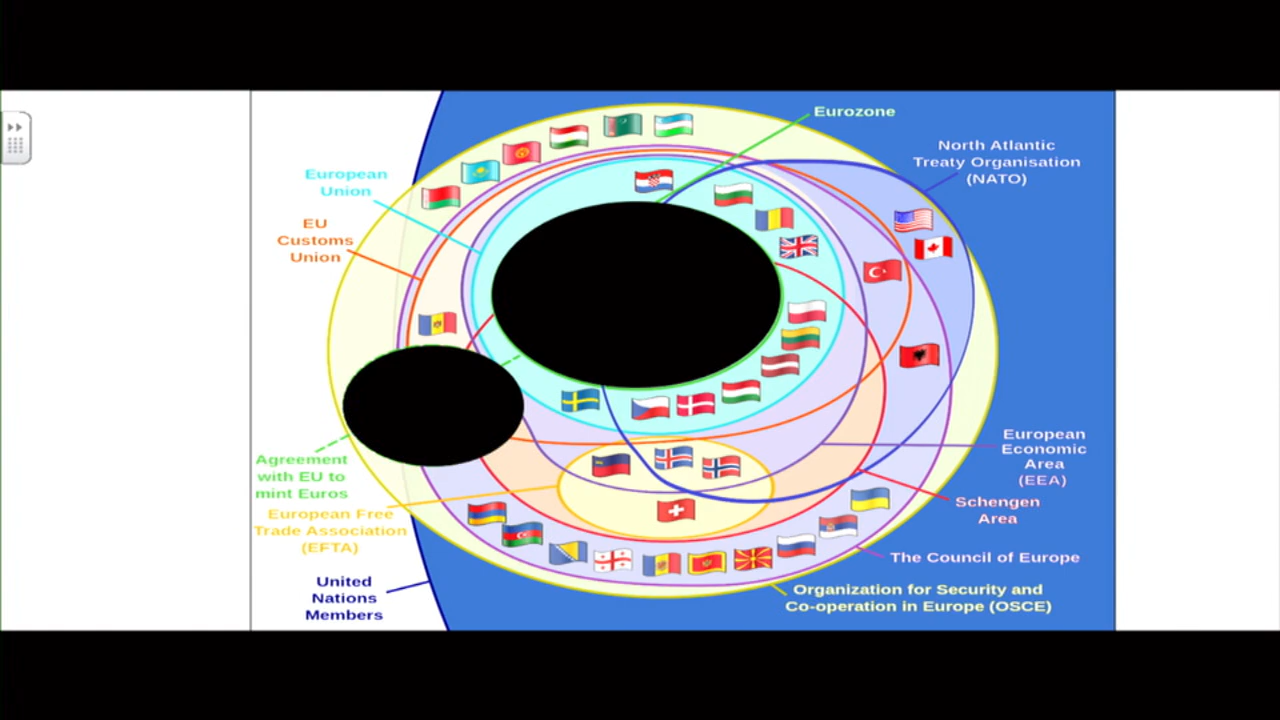 Eurozone
North Atlantic
Treaty Organisation
(NATO)
European
Union
EU
Customs
Union
Agreement
with EU to
mint Euros
European Free
Trade Association
(EFTA)
United
Nations
Members
European
Economic
Area
(EEA)
Schengen
Area
The Council of Europe
Organization for Security and
Co-operation in Europe (OSCE)